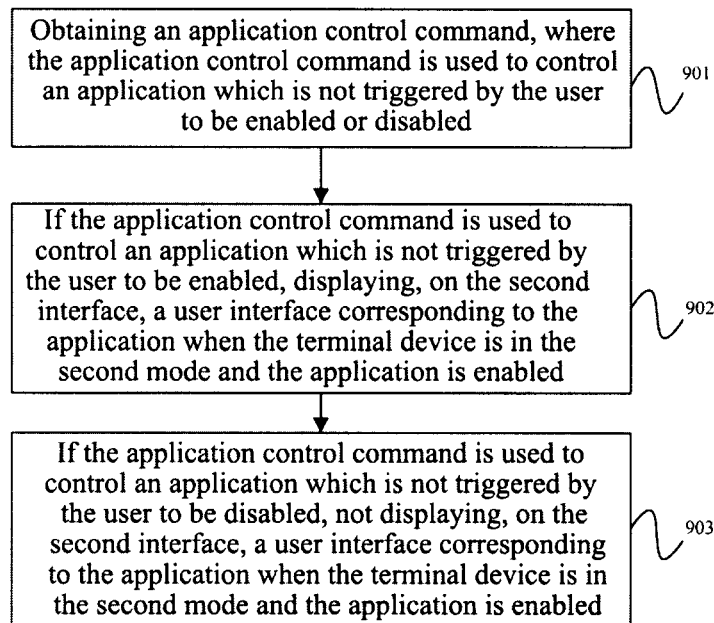 Obtaining an application control command, where
the application control command is used to control
an application which is not triggered by the user
to be enabled or disabled
901
If the application control command is used to
control an application which is not triggered by
the user to be enabled, displaying, on the second
interface, a user interface corresponding to the
application when the terminal device is in the
second mode and the application is enabled
902
If the application control command is used to
control an application which is not triggered by
the user to be disabled, not displaying, on the
second interface, a user interface corresponding
to the application when the terminal device is in
the second mode and the application is enabled
903